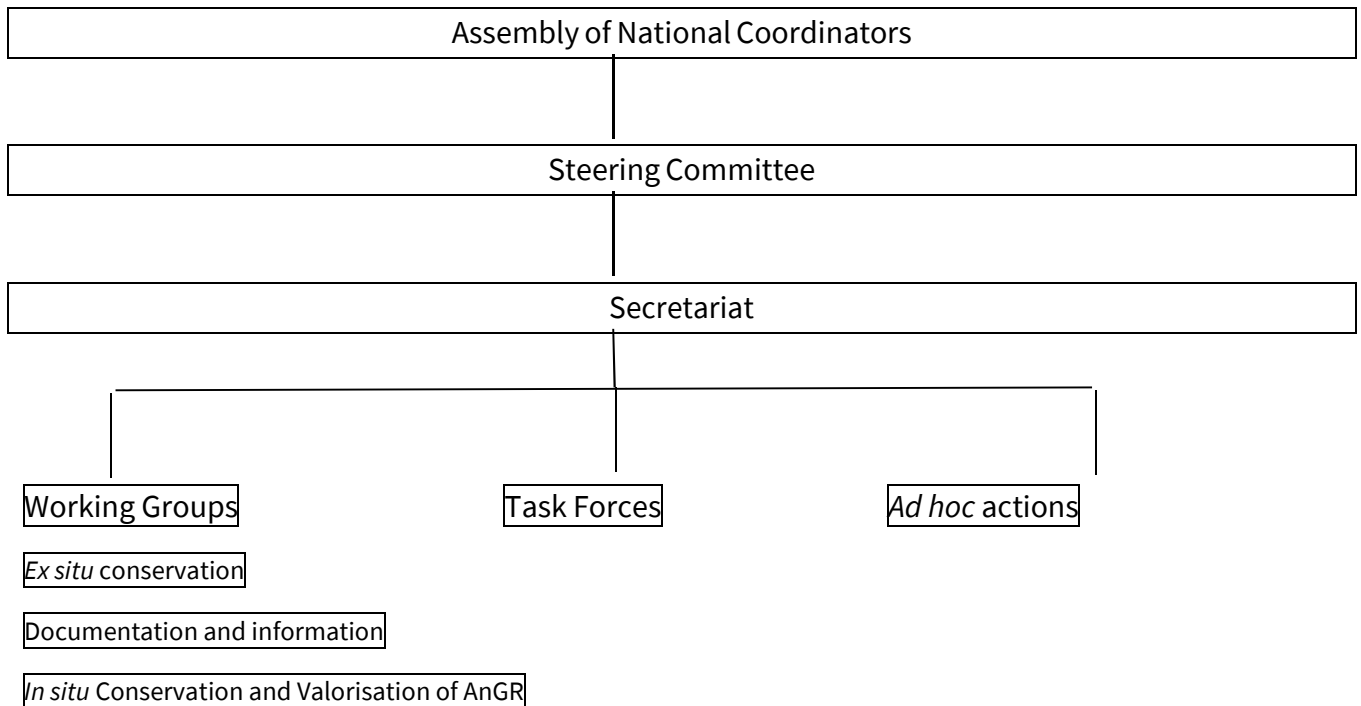 Assembly of National Coordinators
Steering Committee
Secretariat
Working Groups
Task Forces
Ad hoc actions
Ex situ conservation
Documentation and information
In situ Conservation and Valorisation of AnGR